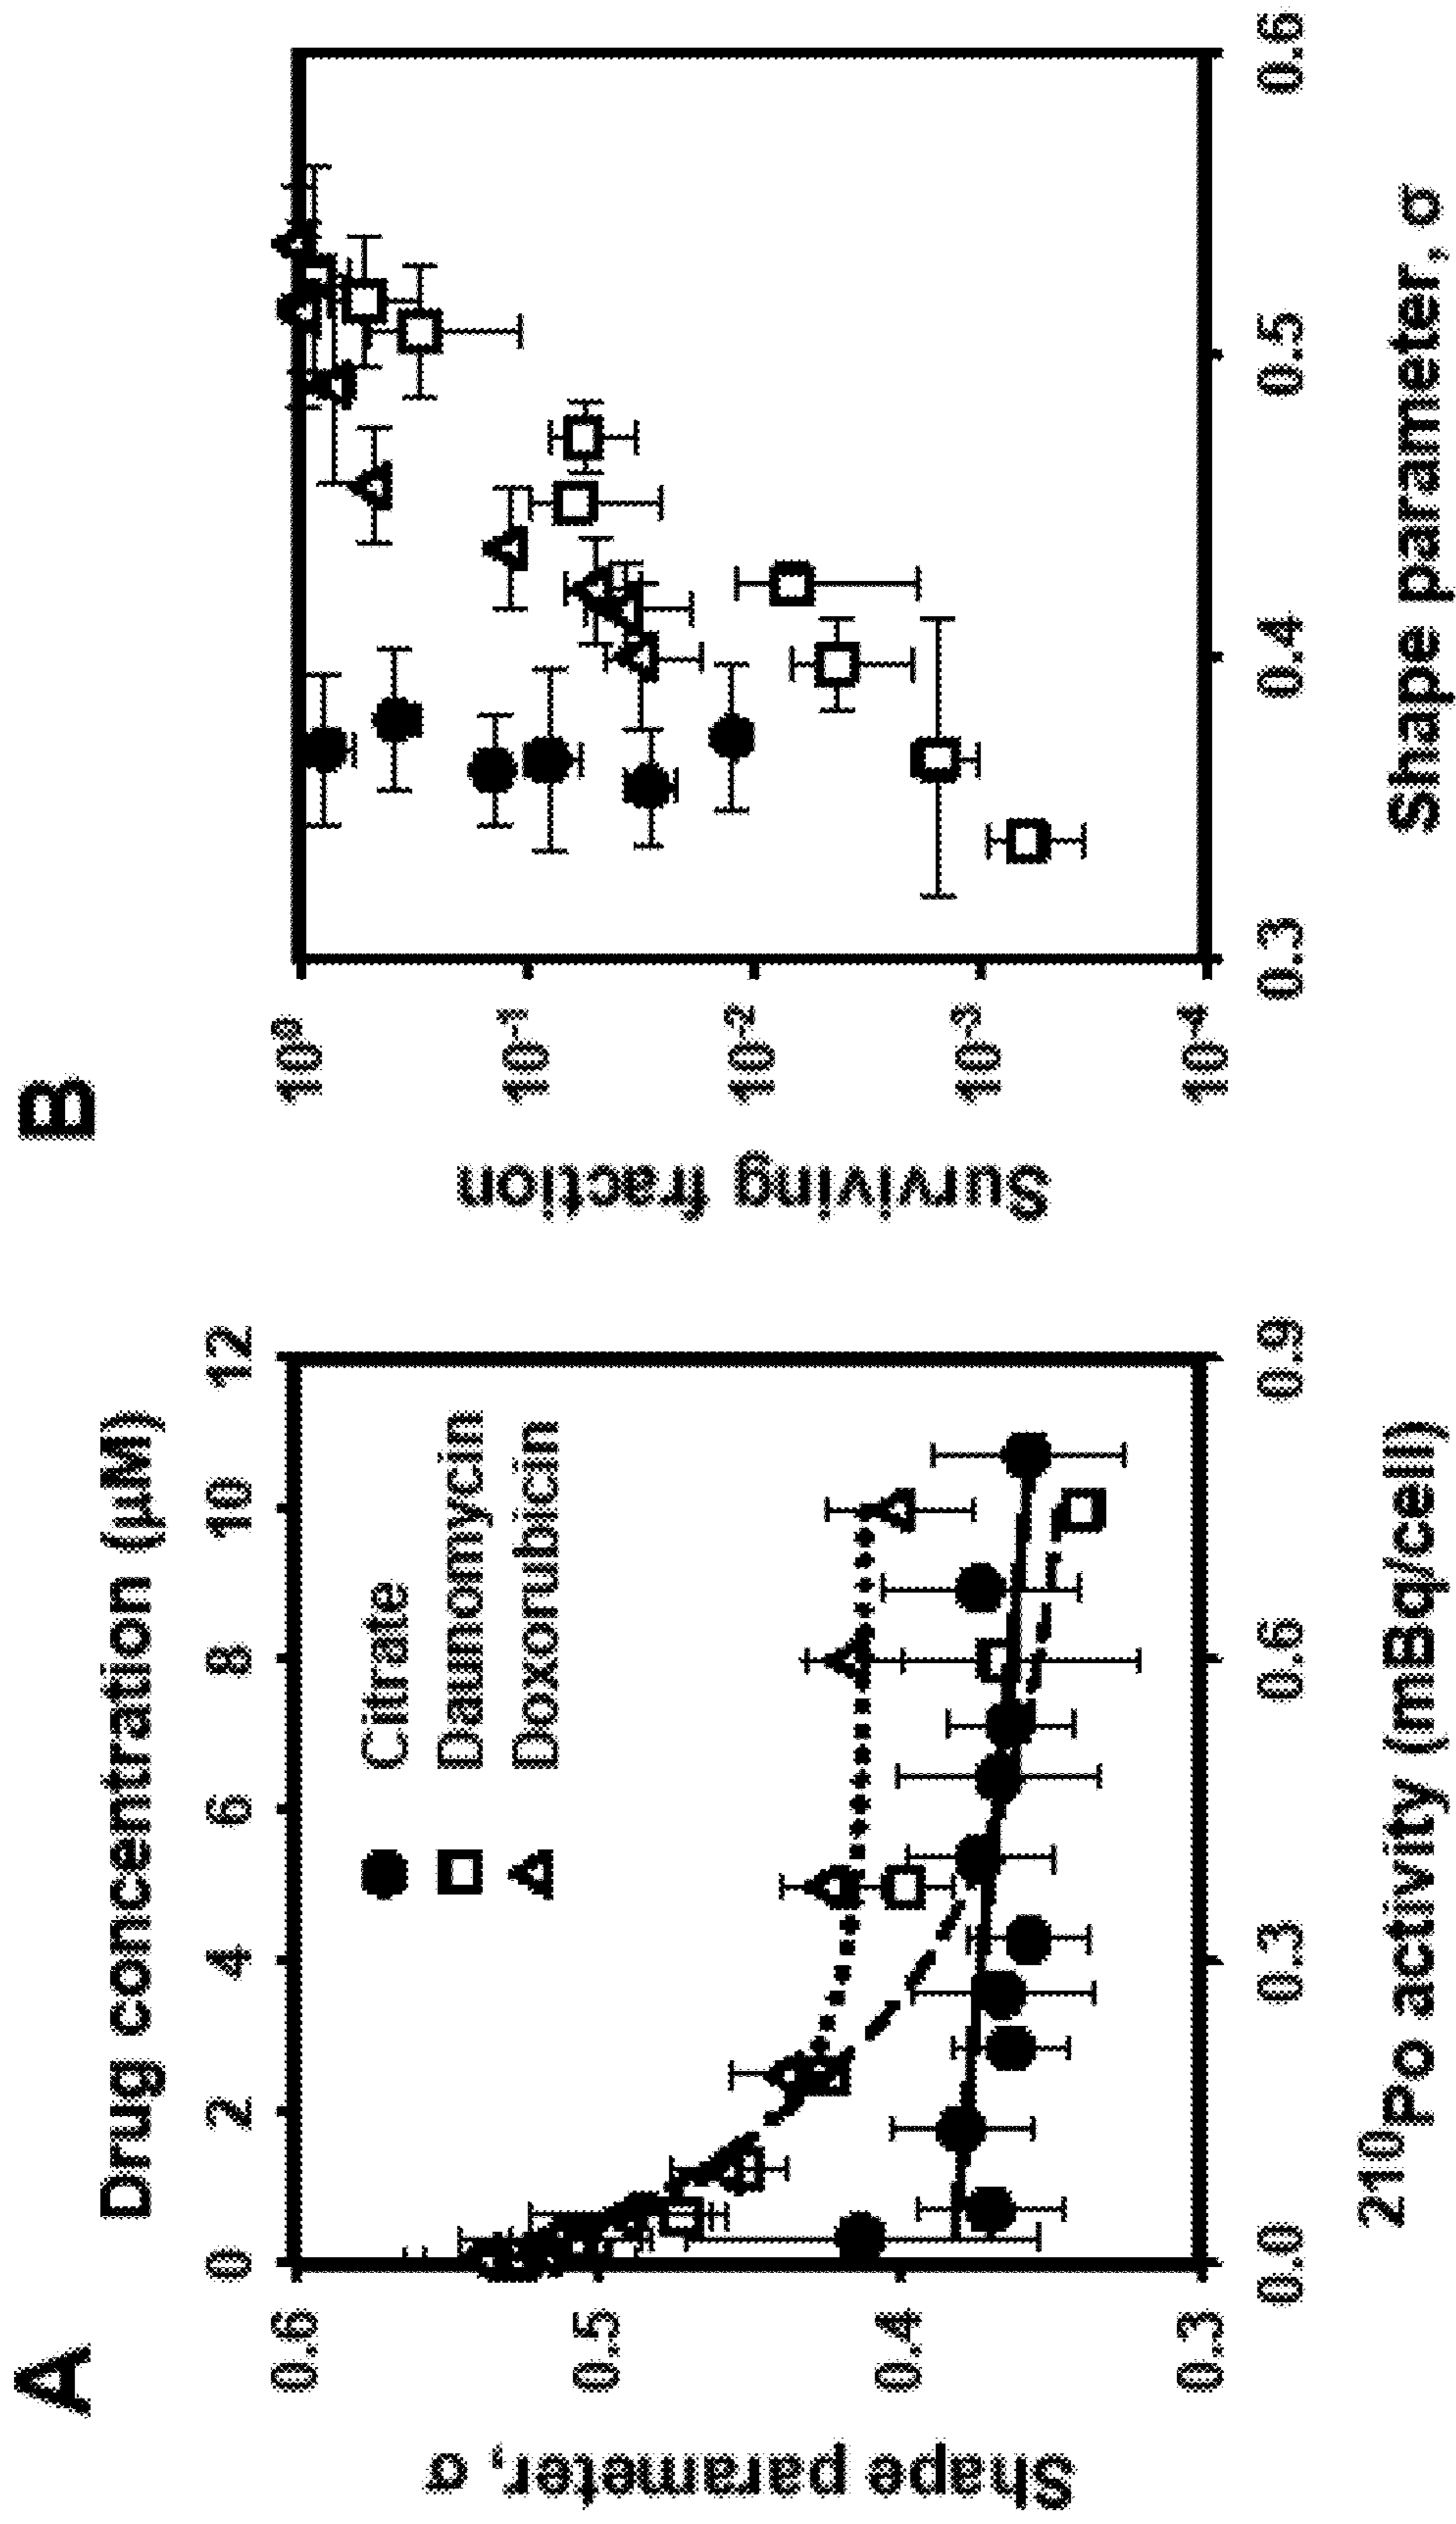 A
Drug concentration (µM)
0 2 4 6 8 10 12
0.6
0.5
0.4
0.3
Shape parameter, σ
Citrate
Daunomycin
Doxorubicin
0.0 0.3 0.6 0.9
²¹⁰Po activity (mBq/cell)
B
10⁰
10⁻¹
10⁻²
10⁻³
10⁻⁴
Surviving fraction
0.3 0.4 0.5 0.6
Shape parameter, σ